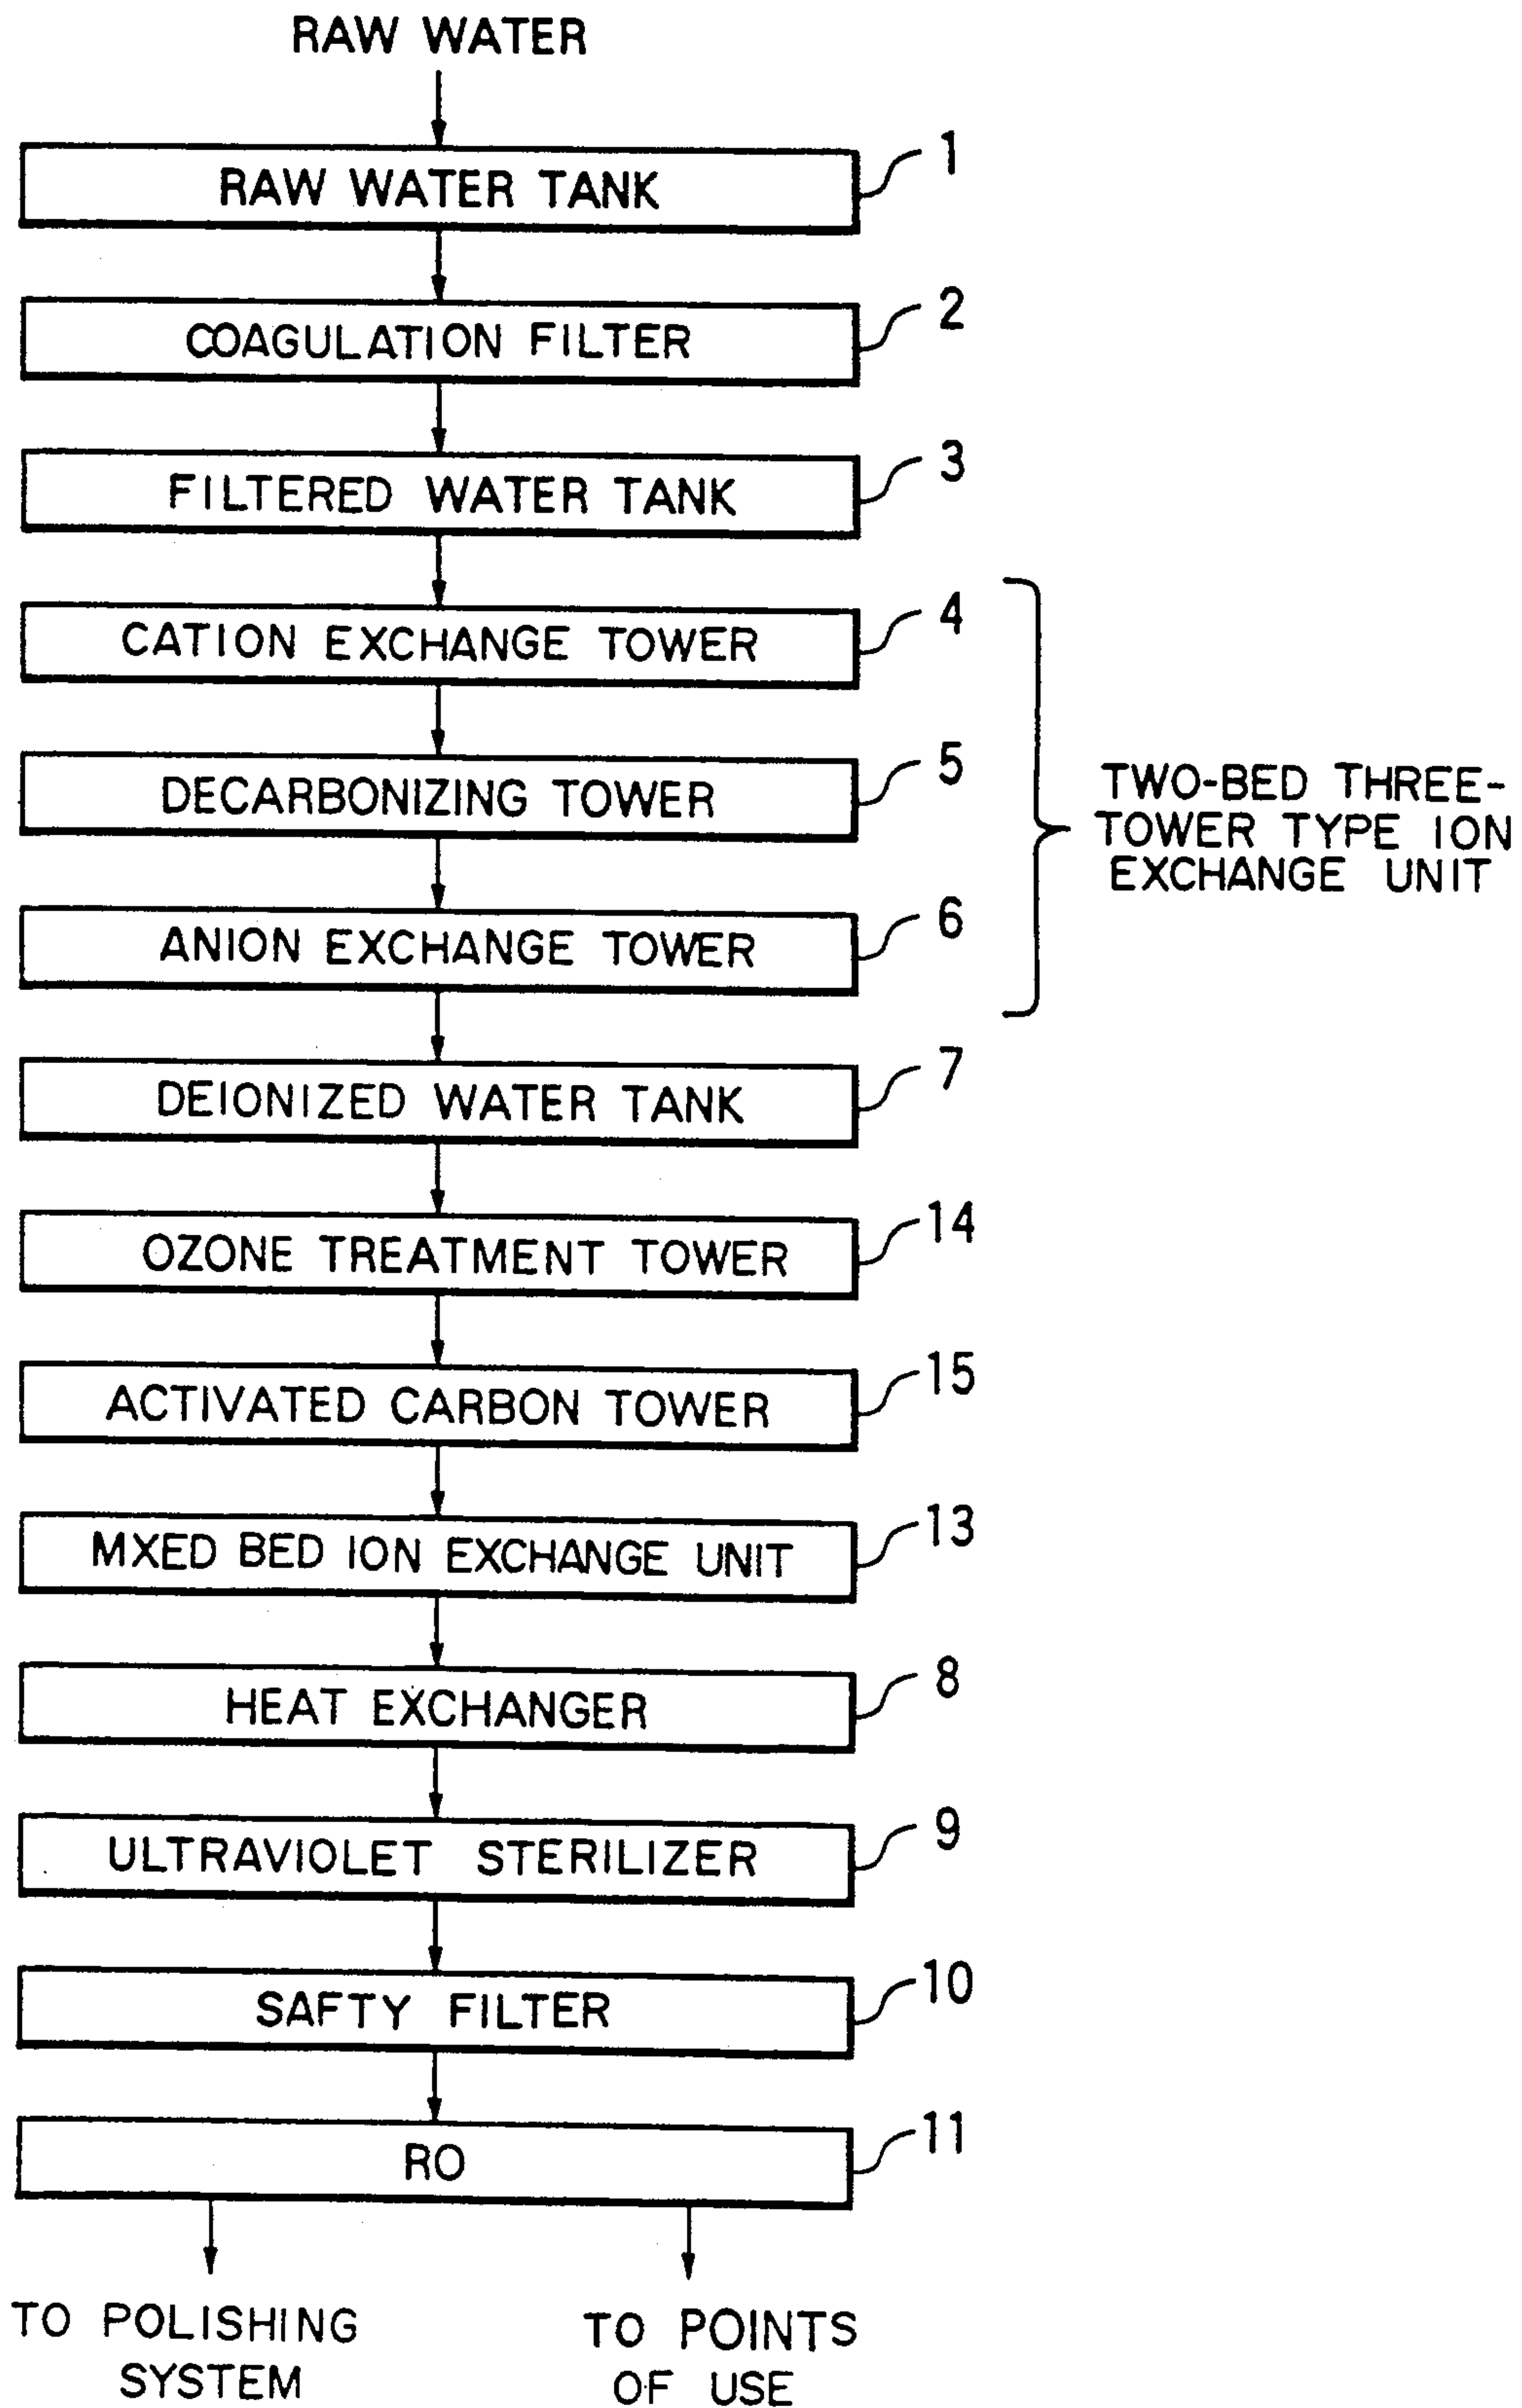 RAW WATER
RAW WATER TANK
1
COAGULATION FILTER
2
FILTERED WATER TANK
3
CATION EXCHANGE TOWER
4
DECARBONIZING TOWER
5
ANION EXCHANGE TOWER
6
TWO-BED THREE-
TOWER TYPE ION
EXCHANGE UNIT
DEIONIZED WATER TANK
7
OZONE TREATMENT TOWER
14
ACTIVATED CARBON TOWER
15
MXED BED ION EXCHANGE UNIT
13
HEAT EXCHANGER
8
ULTRAVIOLET STERILIZER
9
SAFTY FILTER
10
RO
11
TO POLISHING
SYSTEM
TO POINTS
OF USE